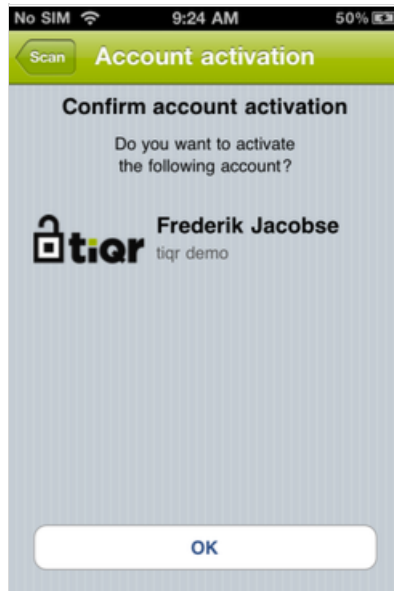 No SIM 9:24 AM 50%
Scan Account activation
Confirm account activation
Do you want to activate
the following account?
tiqr Frederik Jacobse
tiqr demo
OK